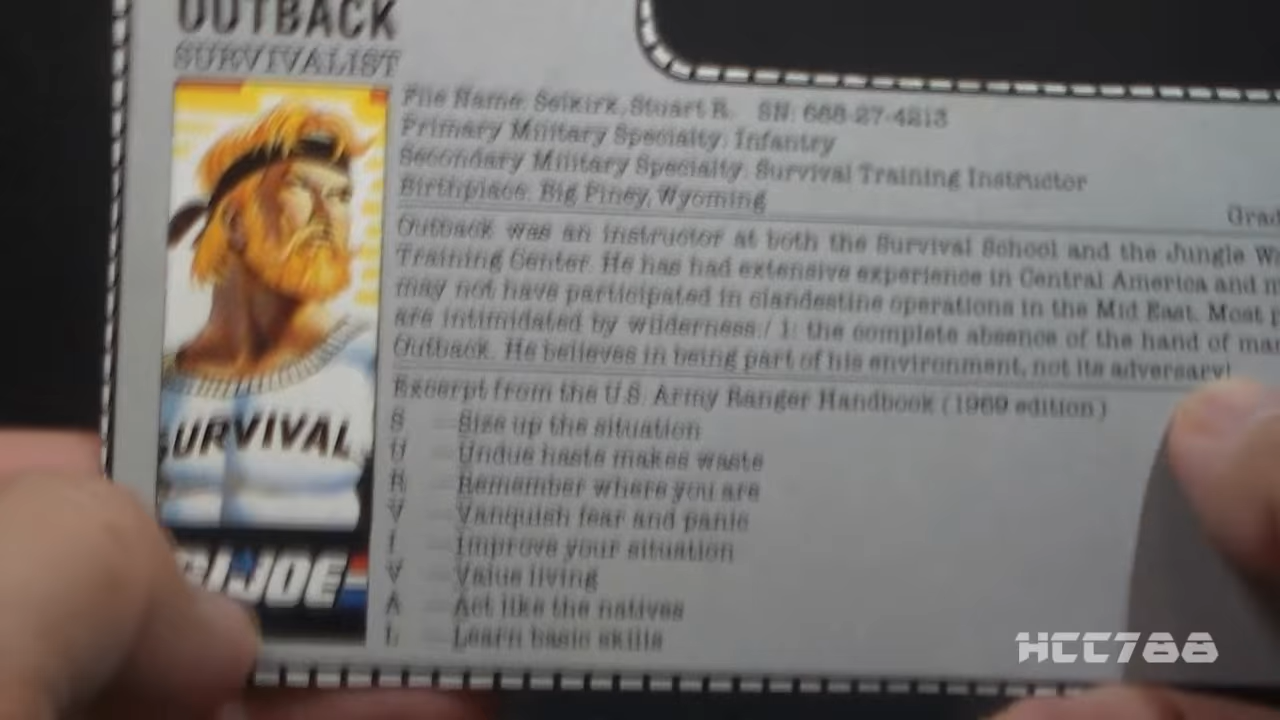 OUTBACK
SURVIVALIST
File Name: Selkirk, Stuart R. SN: 668-27-4213
Primary Military Specialty: Infantry
Secondary Military Specialty: Survival Training Instructor
Birthplace: Big Piney, Wyoming
Grad
Outback was an instructor at both the Survival School and the Jungle W
Training Center. He has had extensive experience in Central America and m
may not have participated in clandestine operations in the Mid East. Most p
are intimidated by wilderness / 1: the complete absence of the hand of man
Outback. He believes in being part of his environment, not its adversary!
Excerpt from the U.S. Army Ranger Handbook (1969 edition)
S – Size up the situation
U – Undue haste makes waste
R – Remember where you are
V – Vanquish fear and panic
I – Improve your situation
V – Value living
A – Act like the natives
L – Learn basic skills
SURVIVAL
GI JOE
HCC788